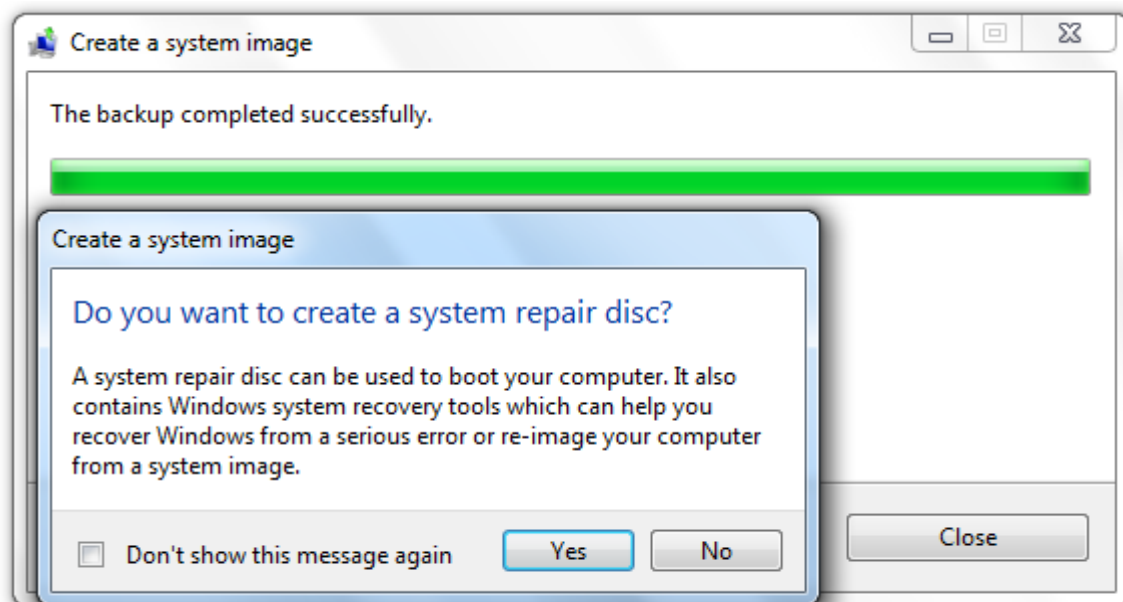 Create a system image
The backup completed successfully.
Create a system image
Do you want to create a system repair disc?
A system repair disc can be used to boot your computer. It also
contains Windows system recovery tools which can help you
recover Windows from a serious error or re-image your computer
from a system image.
Don't show this message again
Yes
No
Close